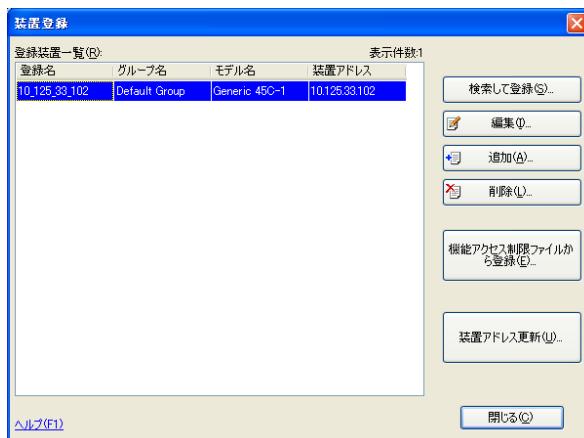 装置登録
登録装置一覧(R): 表示件数:1
登録名 グループ名 モデル名 装置アドレス
10_125_33_102 Default Group Generic 45C-1 10.125.33.102
検索して登録(S)...
編集(I)...
追加(A)...
削除(L)...
機能アクセス制限ファイルか
ら登録(E)...
装置アドレス更新(U)...
ヘルプ(F1)
閉じる(C)